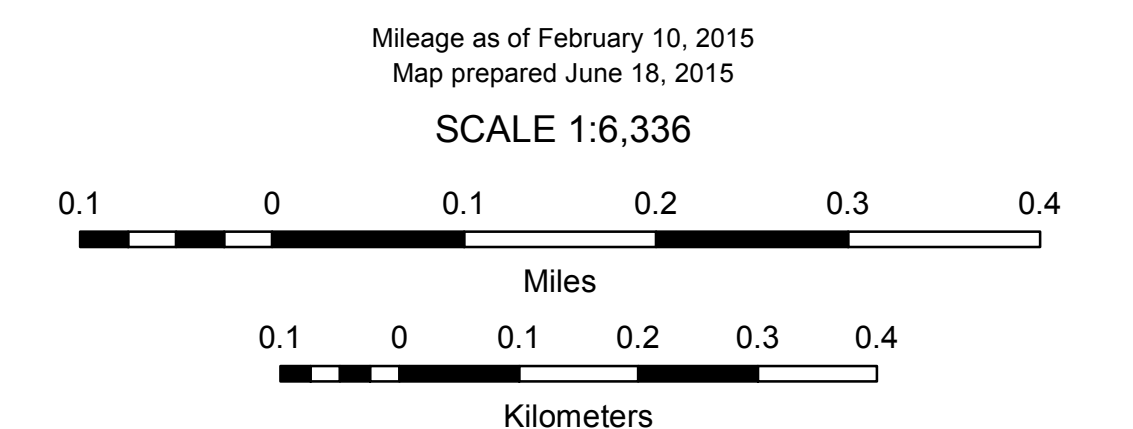 Mileage as of February 10, 2015
Map prepared June 18, 2015
SCALE 1:6,336
0.1 0 0.1 0.2 0.3 0.4
Miles
0.1 0 0.1 0.2 0.3 0.4
Kilometers